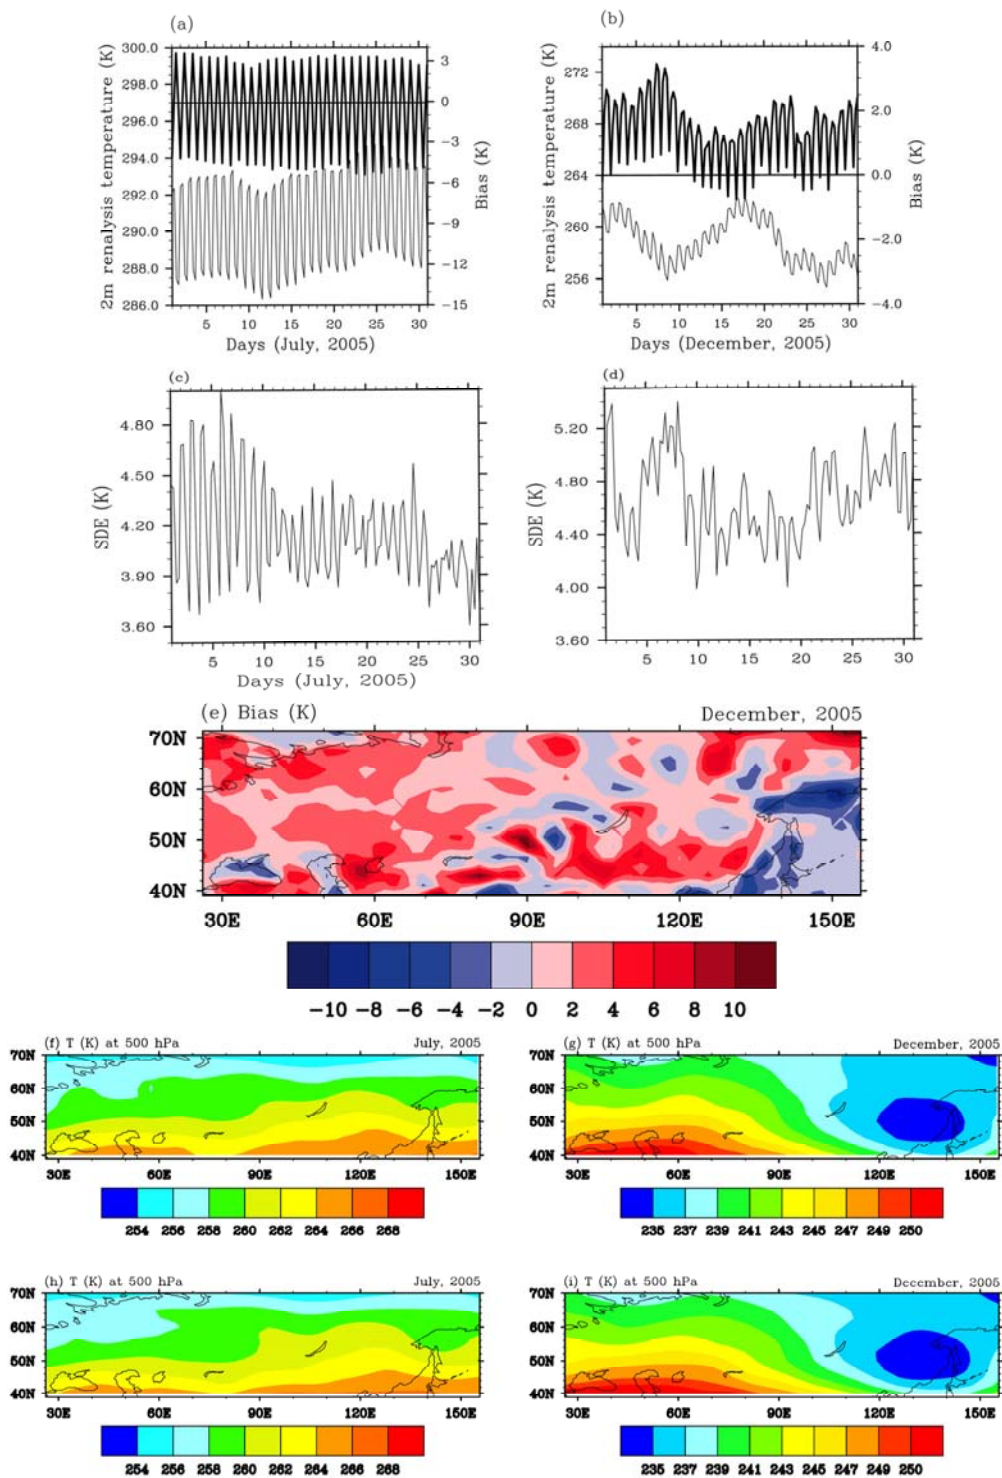 (a)
300.0
298.0
296.0
294.0
292.0
290.0
288.0
286.0
2m renalysis temperature (K)
3
0
−3
−6
−9
−12
−15
Bias (K)
5 10 15 20 25 30
Days (July, 2005)
(b)
272
268
264
260
256
2m renalysis temperature (K)
4.0
2.0
0.0
−2.0
−4.0
Bias (K)
5 10 15 20 25 30
Days (December, 2005)
(c)
4.80
4.50
4.20
3.90
3.60
SDE (K)
5 10 15 20 25 30
Days (July, 2005)
(d)
5.20
4.80
4.40
4.00
3.60
SDE (K)
5 10 15 20 25 30
Days (December, 2005)
(e) Bias (K) December, 2005
70N
60N
50N
40N
30E 60E 90E 120E 150E
−10 −8 −6 −4 −2 0 2 4 6 8 10
(f) T (K) at 500 hPa July, 2005
70N
60N
50N
40N
30E 60E 90E 120E 150E
254 256 258 260 262 264 266 268
(g) T (K) at 500 hPa December, 2005
70N
60N
50N
40N
30E 60E 90E 120E 150E
235 237 239 241 243 245 247 249 250
(h) T (K) at 500 hPa July, 2005
70N
60N
50N
40N
30E 60E 90E 120E 150E
254 256 258 260 262 264 266 268
(i) T (K) at 500 hPa December, 2005
70N
60N
50N
40N
30E 60E 90E 120E 150E
235 237 239 241 243 245 247 249 250